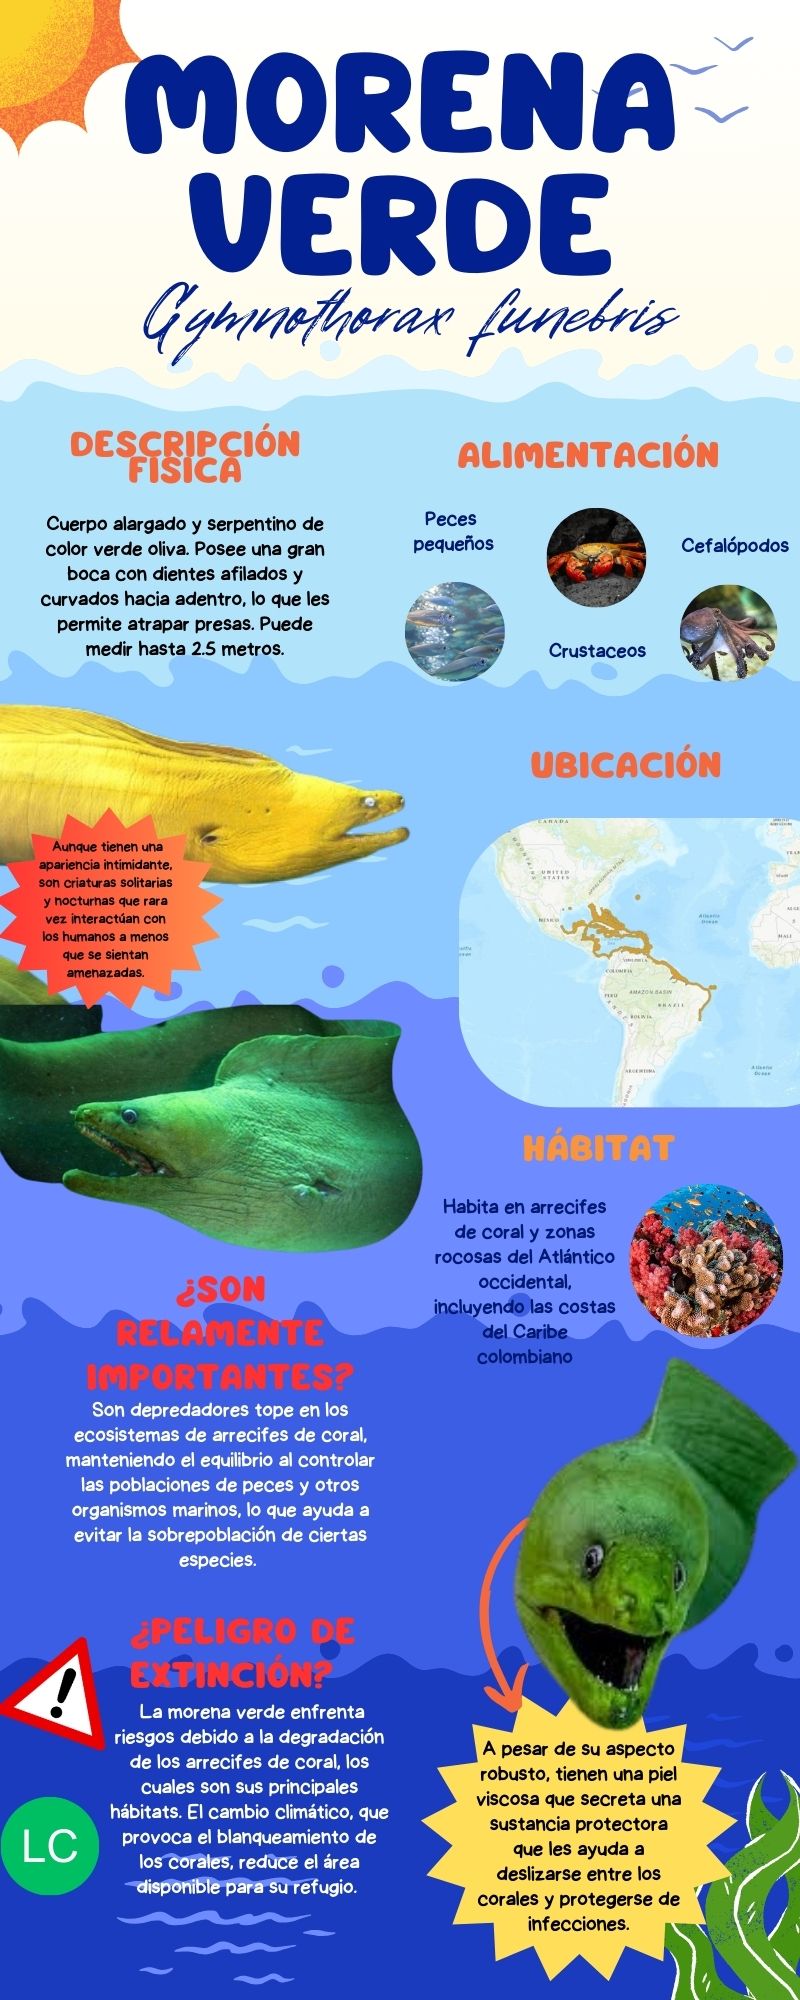 MORENA
VERDE
Gymnothorax funebris
DESCRIPCIÓN
FÍSICA
Cuerpo alargado y serpentino de
color verde oliva. Posee una gran
boca con dientes afilados y
curvados hacia adentro, lo que les
permite atrapar presas. Puede
medir hasta 2.5 metros.
ALIMENTACIÓN
Peces
pequeños
Crustaceos
Cefalópodos
Aunque tienen una
apariencia intimidante,
son criaturas solitarias
y nocturnas que rara
vez interactúan con
los humanos a menos
que se sientan
amenazadas.
UBICACIÓN
CANADA
UNITED
STATES
MEXICO
Atlantic
Ocean
COLOMBIA
PERU
AMAZON BASIN
BRAZIL
BOLIVIA
ARGENTINA
MALI
Atlantic
Ocean
HÁBITAT
Habita en arrecifes
de coral y zonas
rocosas del Atlántico
occidental,
incluyendo las costas
del Caribe
colombiano
¿SON
RELAMENTE
IMPORTANTES?
Son depredadores tope en los
ecosistemas de arrecifes de coral,
manteniendo el equilibrio al controlar
las poblaciones de peces y otros
organismos marinos, lo que ayuda a
evitar la sobrepoblación de ciertas
especies.
¿PELIGRO DE
EXTINCIÓN?
La morena verde enfrenta
riesgos debido a la degradación
de los arrecifes de coral, los
cuales son sus principales
hábitats. El cambio climático, que
provoca el blanqueamiento de
los corales, reduce el área
disponible para su refugio.
!
LC
A pesar de su aspecto
robusto, tienen una piel
viscosa que secreta una
sustancia protectora
que les ayuda a
deslizarse entre los
corales y protegerse de
infecciones.